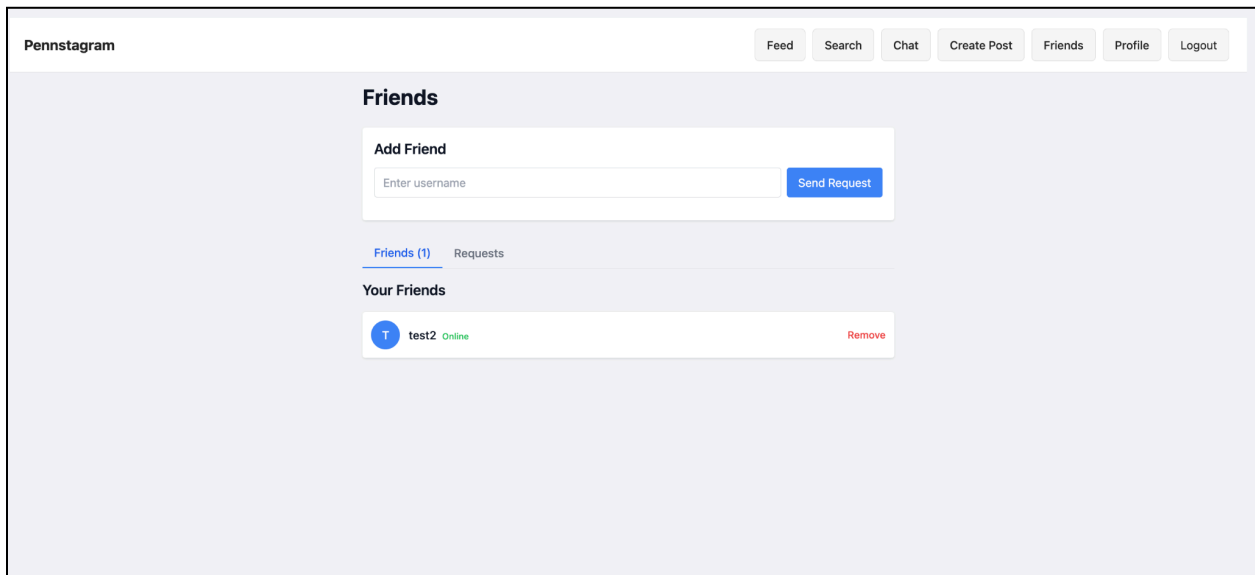 Pennstagram Feed Search Chat Create Post Friends Profile Logout
Friends
Add Friend
Enter username Send Request
Friends (1) Requests
Your Friends
T test2 Online Remove